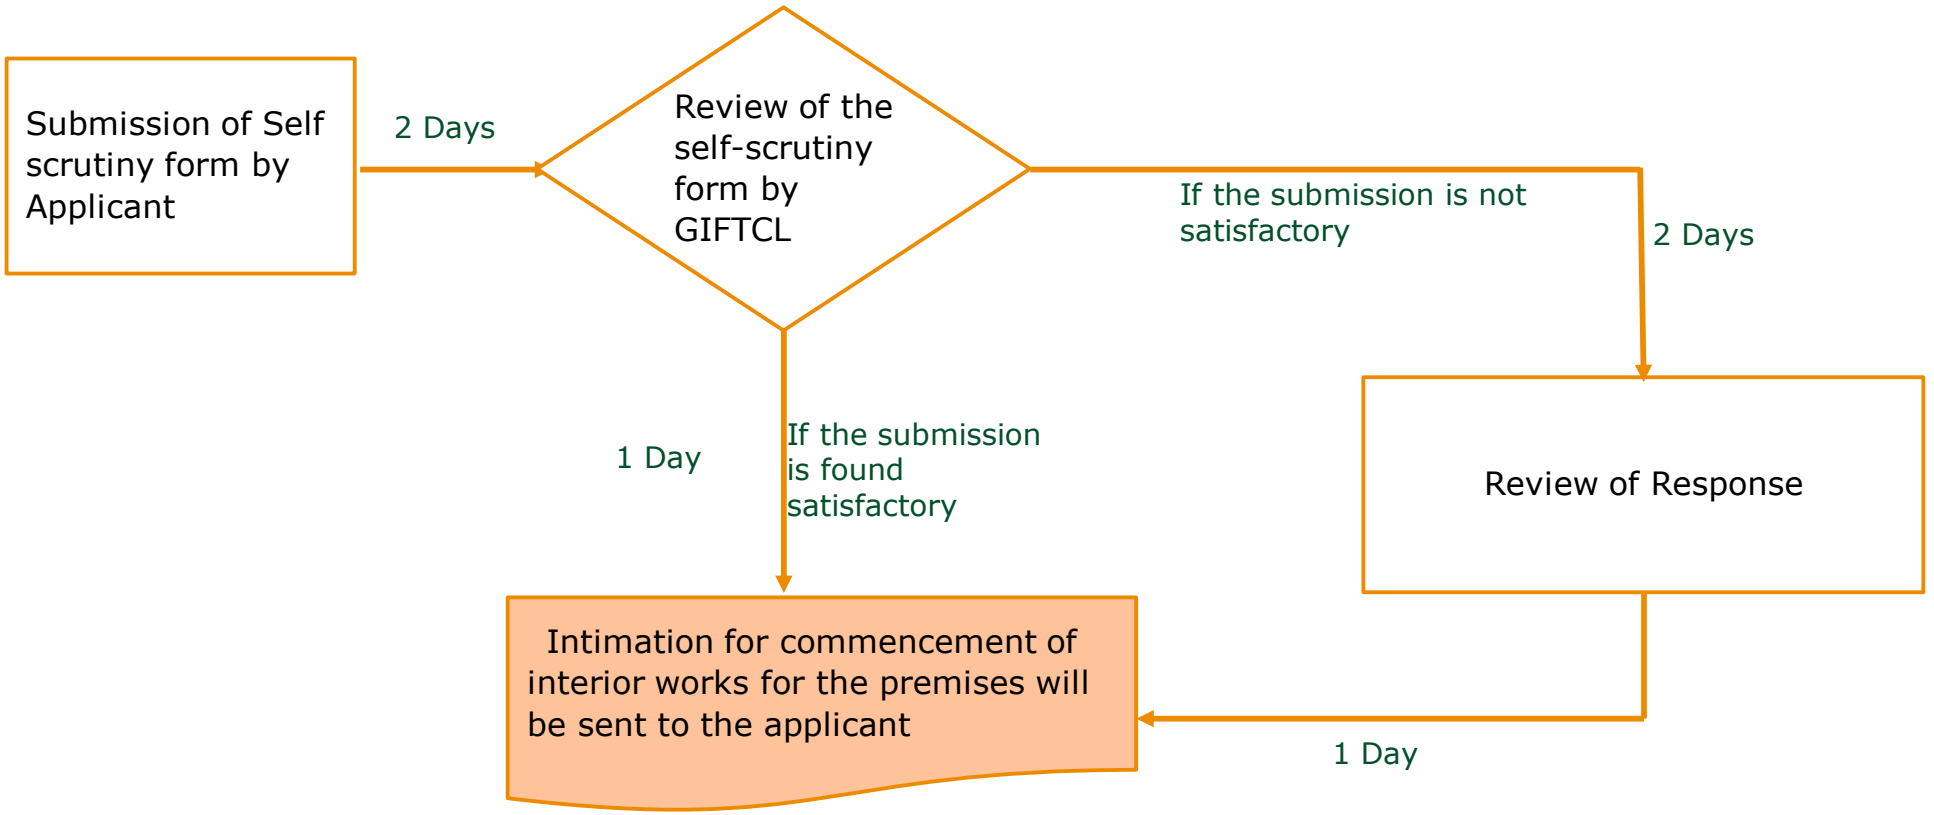 Submission of Self
scrutiny form by
Applicant
2 Days
Review of the
self-scrutiny
form by
GIFTCL
If the submission is not
satisfactory
2 Days
1 Day
If the submission
is found
satisfactory
Review of Response
Intimation for commencement of
interior works for the premises will
be sent to the applicant
1 Day